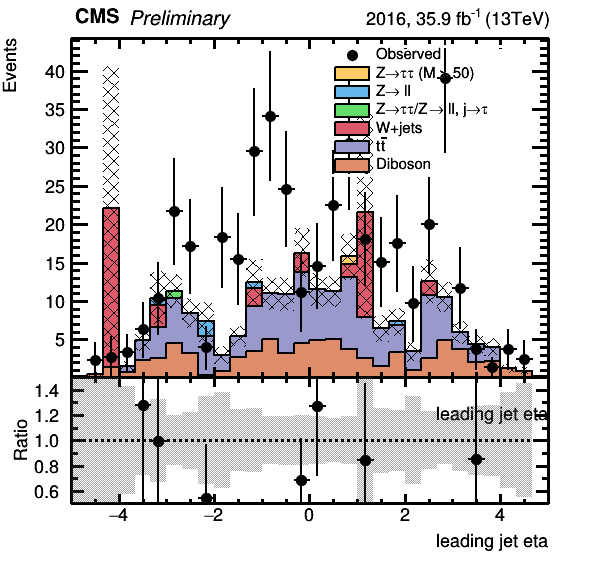 CMS Preliminary 2016, 35.9 fb⁻¹ (13TeV)
Events
40
35
30
25
20
15
10
5
Observed
Z→ττ (M > 50)
Z→ ll
Z→ττ/Z→ ll, j→τ
W+jets
tt̄
Diboson
Ratio
1.4
1.2
1.0
0.8
0.6
leading jet eta
−4 −2 0 2 4
leading jet eta